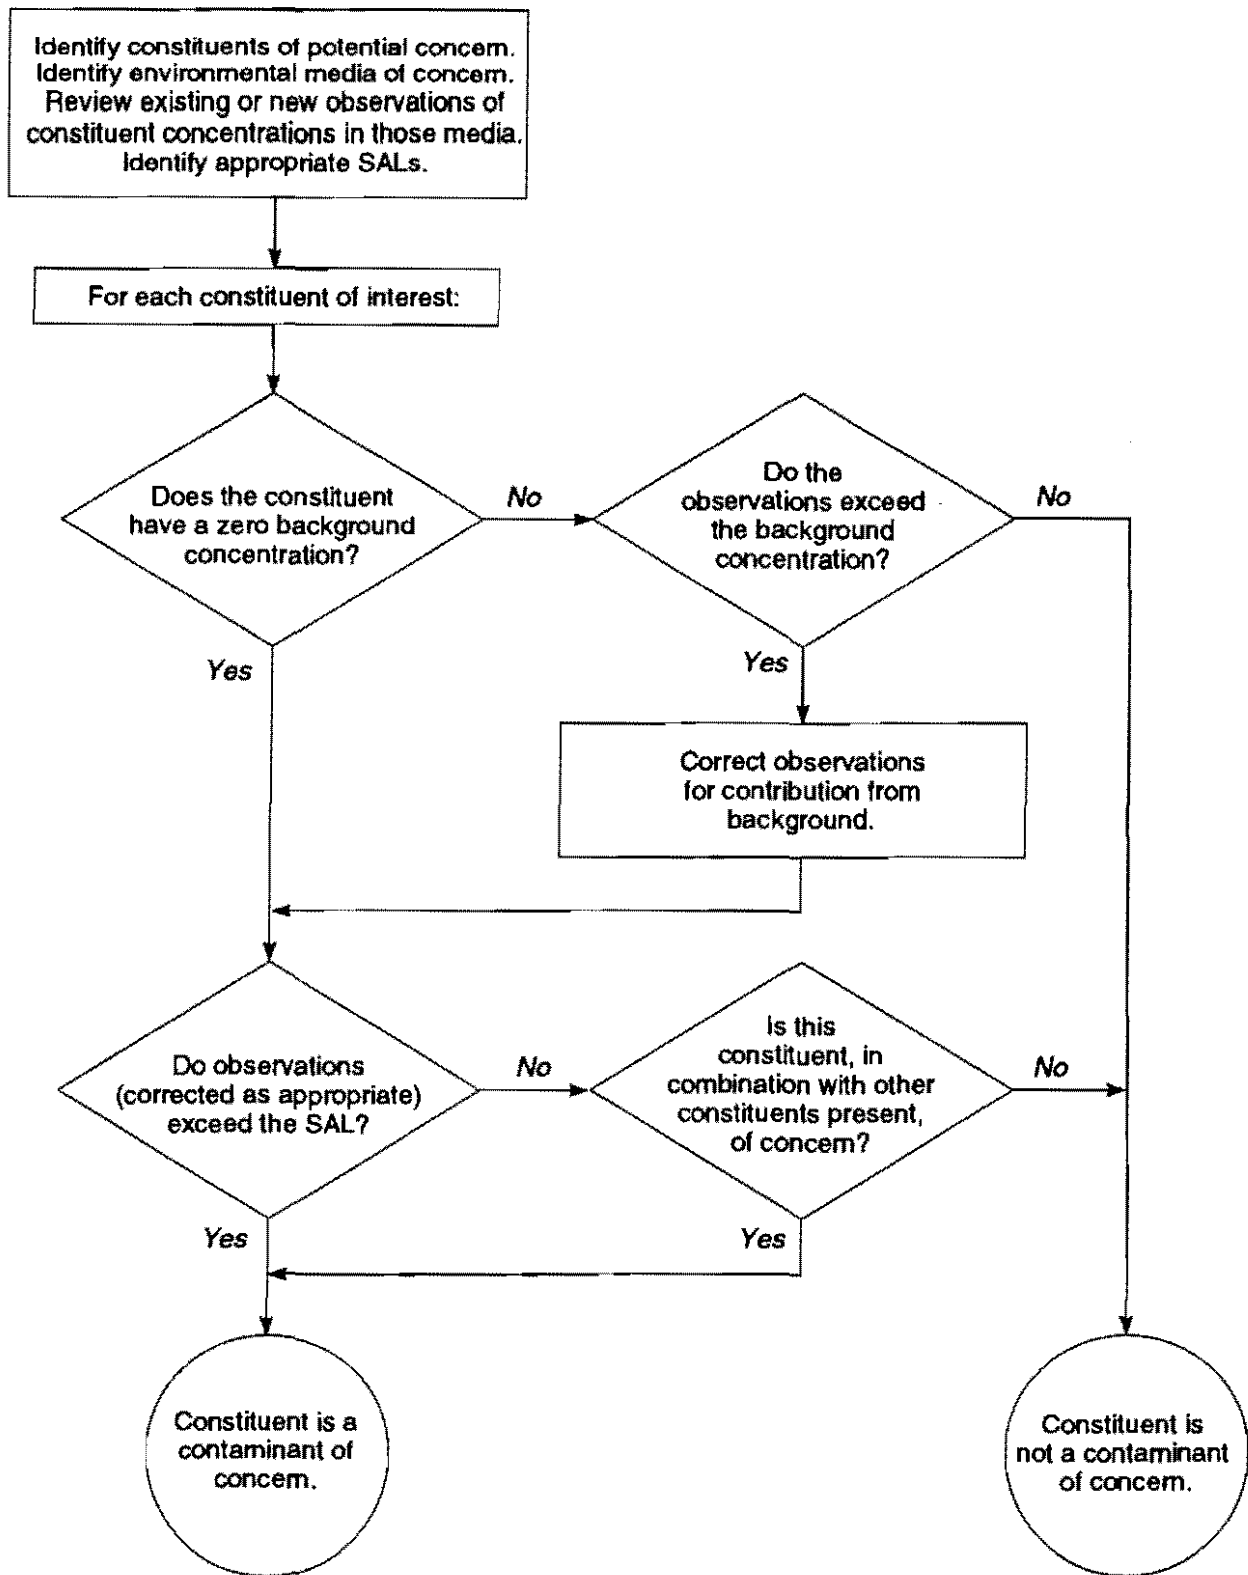 Identify constituents of potential concern.
Identify environmental media of concern.
Review existing or new observations of
constituent concentrations in those media.
Identify appropriate SALs.
For each constituent of interest:
Does the constituent
have a zero background
concentration?
No
Do the
observations exceed
the background
concentration?
No
Yes
Yes
Correct observations
for contribution from
background.
Do observations
(corrected as appropriate)
exceed the SAL?
No
Is this
constituent, in
combination with other
constituents present,
of concern?
No
Yes
Yes
Constituent is a
contaminant of
concern.
Constituent is
not a contaminant
of concern.